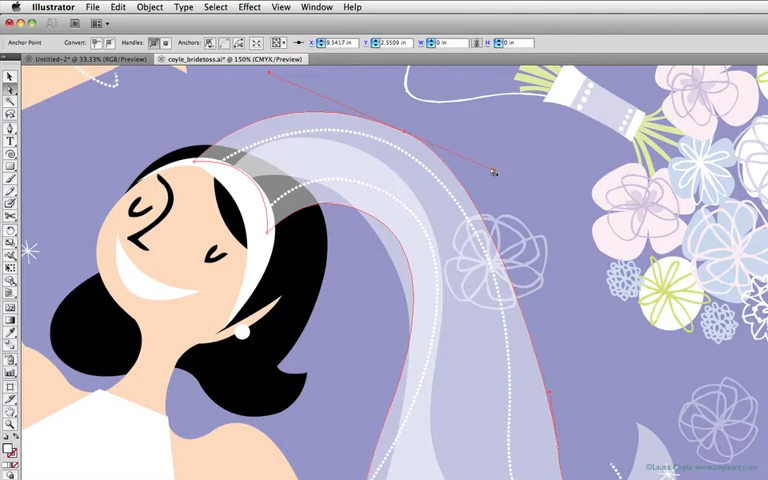 Illustrator File Edit Object Type Select Effect View Window Help
Anchor Point Convert: Handles: Anchors: X: 9.5417 in Y: 2.5509 in W: 0 in H: 0 in
Untitled-2* @ 33.33% (RGB/Preview) coyle_bridetoss.ai* @ 150% (CMYK/Preview)
©Laura Coyle www.zoylearts.com